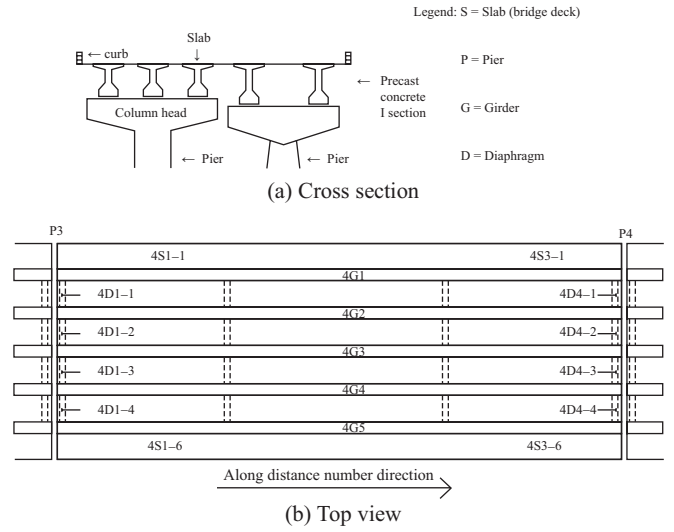 Legend: S = Slab (bridge deck)
P = Pier
G = Girder
D = Diaphragm
Slab
← curb
← Precast
concrete
I section
Column head
← Pier
← Pier
(a) Cross section
P3
P4
4S1–1
4S3–1
4G1
4D1–1
4D4–1
4G2
4D1–2
4D4–2
4G3
4D1–3
4D4–3
4G4
4D1–4
4D4–4
4G5
4S1–6
4S3–6
Along distance number direction
(b) Top view